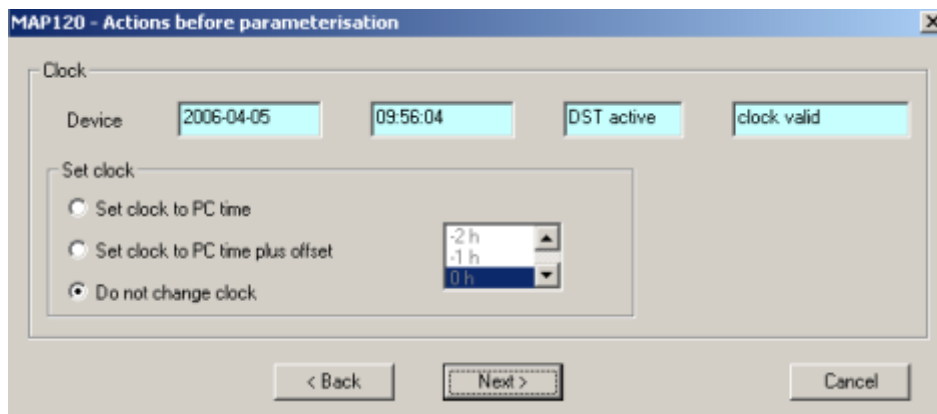 MAP120 - Actions before parameterisation
Clock
Device 2006-04-05 09:56:04 DST active clock valid
Set clock
Set clock to PC time
Set clock to PC time plus offset
-2 h
-1 h
0 h
Do not change clock
< Back Next > Cancel